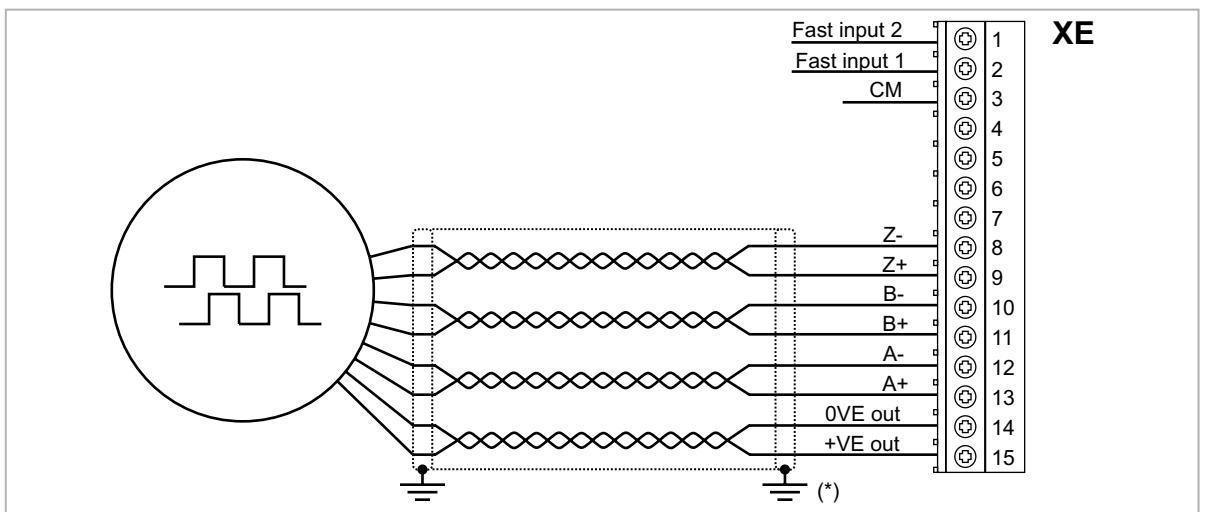 XE
Fast input 2 1
Fast input 1 2
CM 3
4
5
6
7
Z- 8
Z+ 9
B- 10
B+ 11
A- 12
A+ 13
0VE out 14
+VE out 15
(*)